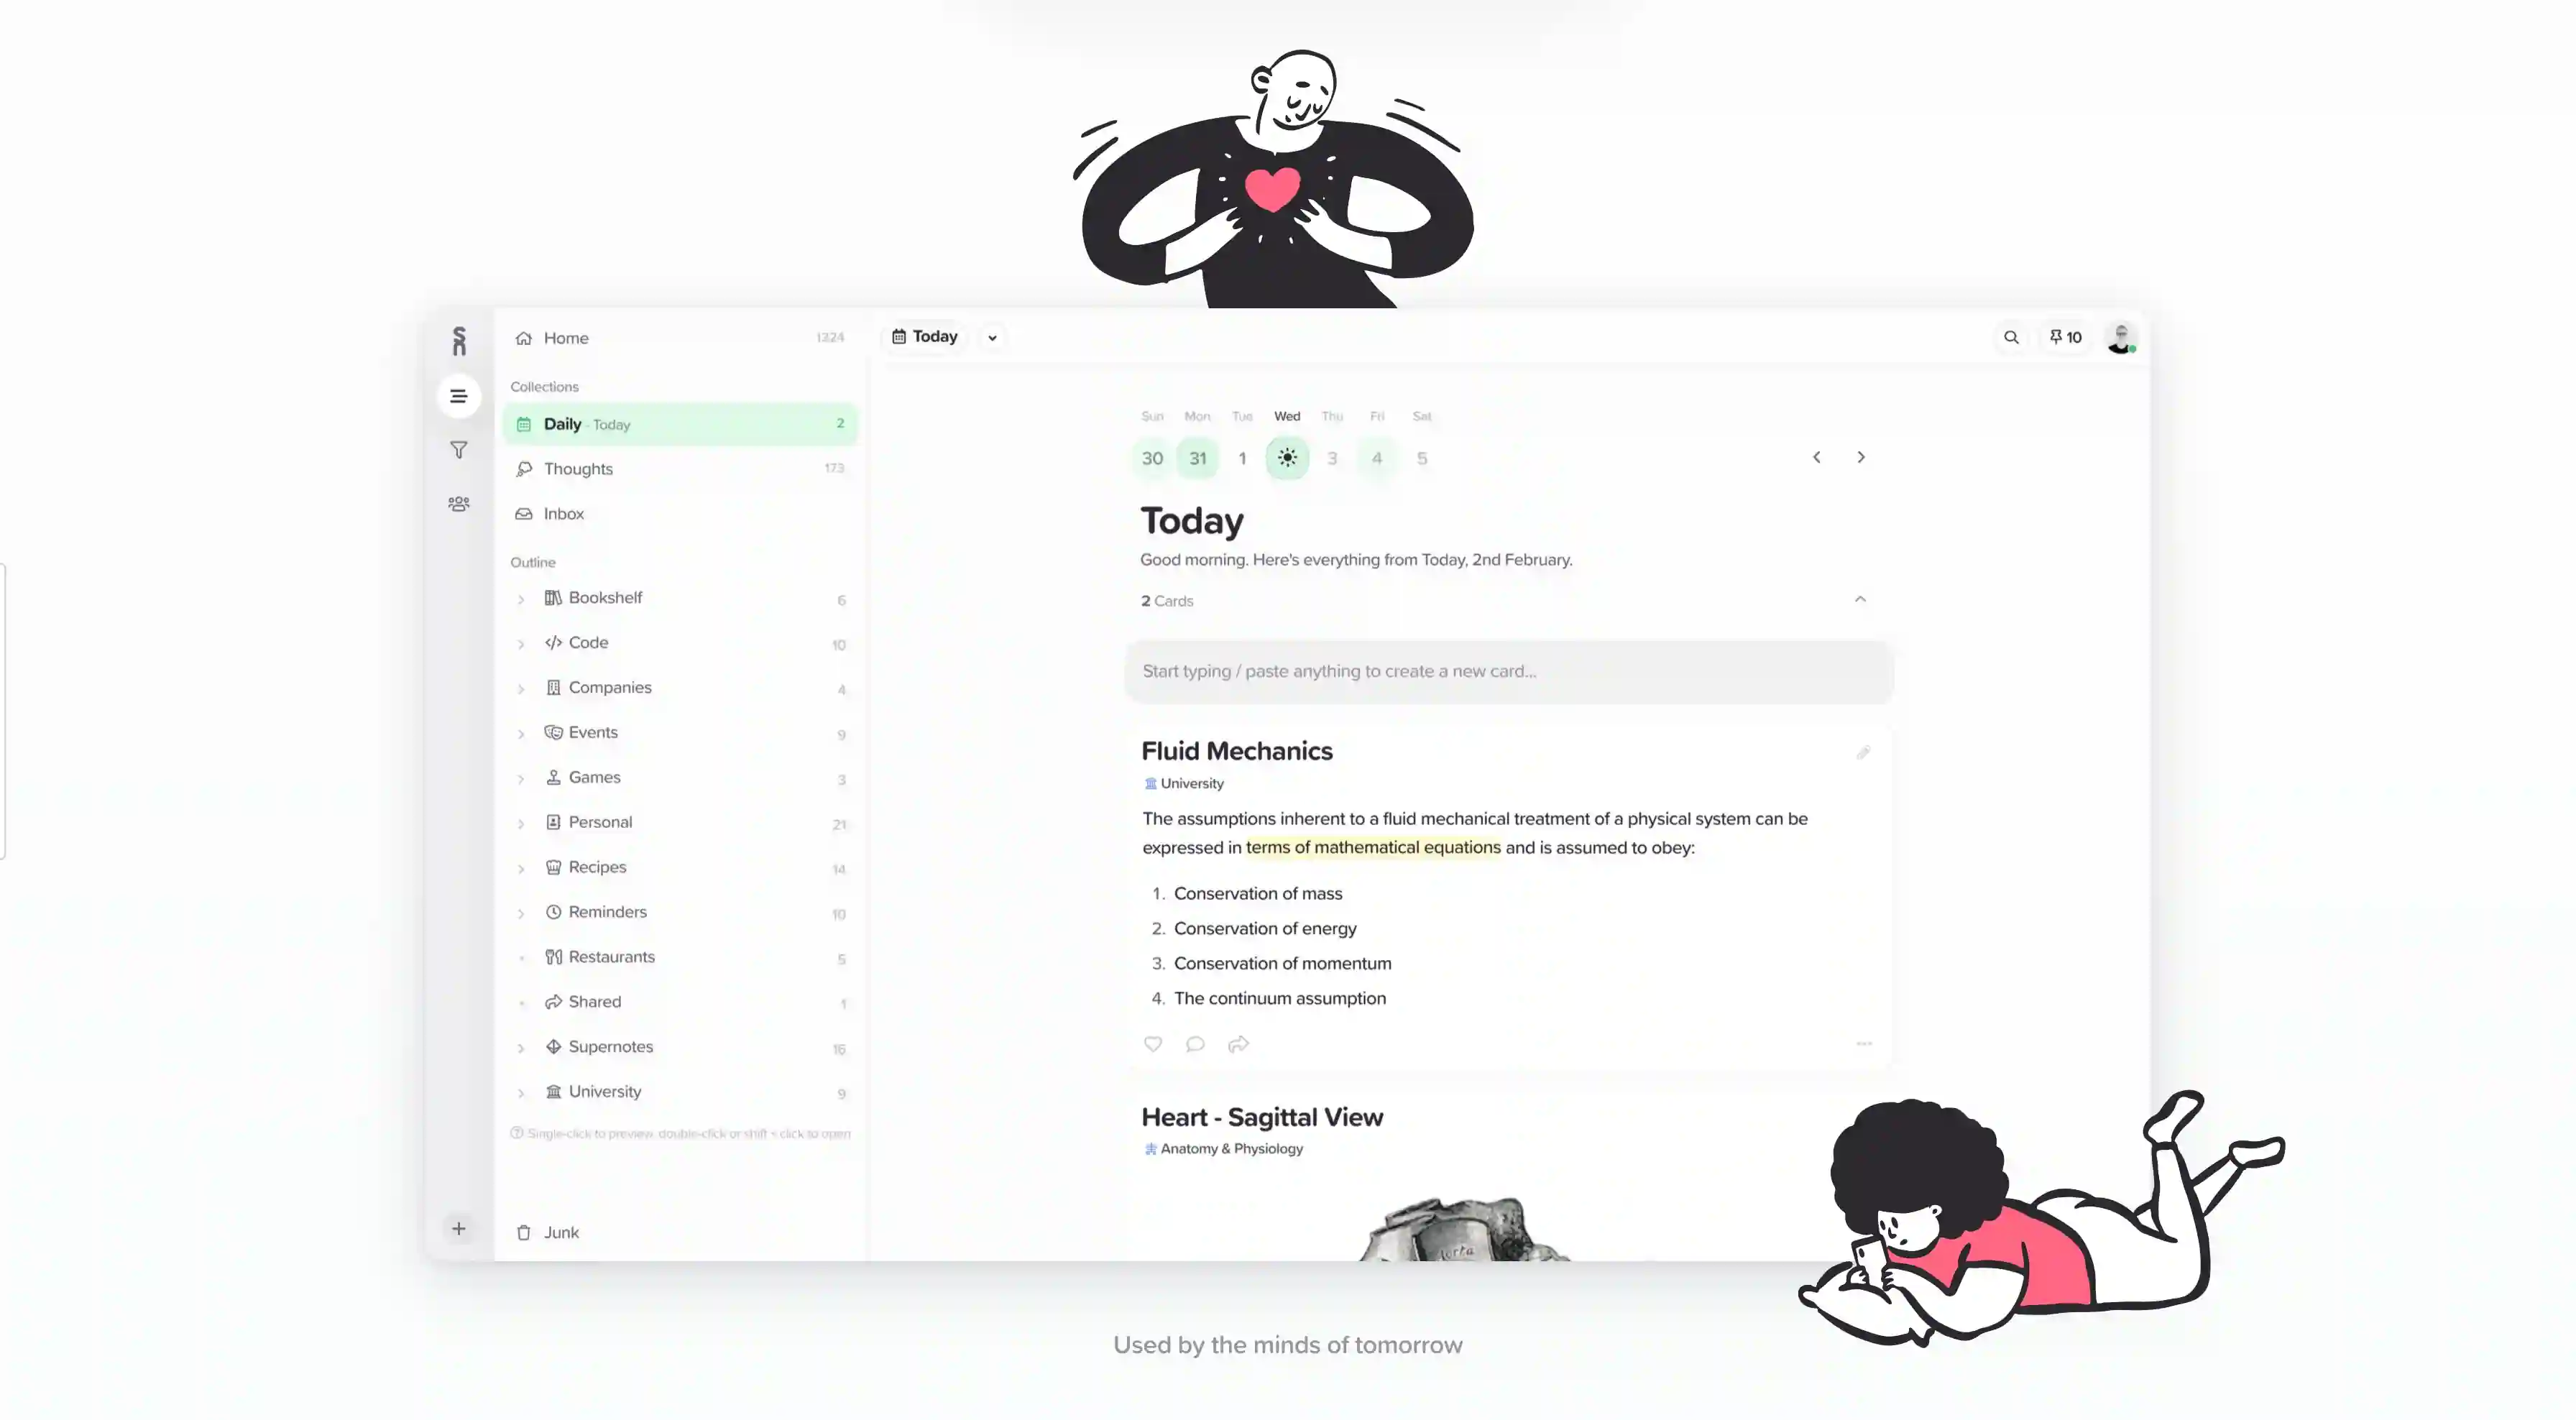 Home 1324
Collections
Daily - Today 2
Thoughts 173
Inbox
Outline
Bookshelf 6
Code 10
Companies 4
Events 9
Games 3
Personal 21
Recipes 14
Reminders 10
Restaurants 5
Shared 1
Supernotes 16
University 9
Single-click to preview, double-click or shift + click to open
Junk
Today
10
Sun Mon Tue Wed Thu Fri Sat
30 31 1 3 4 5
Today
Good morning. Here's everything from Today, 2nd February.
2 Cards
Start typing / paste anything to create a new card...
Fluid Mechanics
University
The assumptions inherent to a fluid mechanical treatment of a physical system can be
expressed in terms of mathematical equations and is assumed to obey:
1. Conservation of mass
2. Conservation of energy
3. Conservation of momentum
4. The continuum assumption
Heart - Sagittal View
Anatomy & Physiology
Aorta
Used by the minds of tomorrow